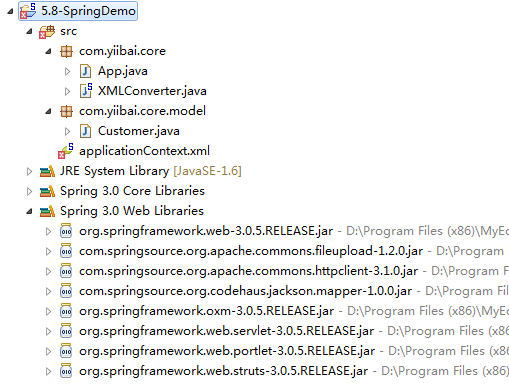 5.8-SpringDemo
src
com.yiibai.core
App.java
XMLConverter.java
com.yiibai.core.model
Customer.java
applicationContext.xml
JRE System Library [JavaSE-1.6]
Spring 3.0 Core Libraries
Spring 3.0 Web Libraries
org.springframework.web-3.0.5.RELEASE.jar - D:\Program Files (x86)\MyEc
com.springsource.org.apache.commons.fileupload-1.2.0.jar - D:\Program
com.springsource.org.apache.commons.httpclient-3.1.0.jar - D:\Program
com.springsource.org.codehaus.jackson.mapper-1.0.0.jar - D:\Program F
org.springframework.oxm-3.0.5.RELEASE.jar - D:\Program Files (x86)\MyE
org.springframework.web.servlet-3.0.5.RELEASE.jar - D:\Program Files (x
org.springframework.web.portlet-3.0.5.RELEASE.jar - D:\Program Files (x
org.springframework.web.struts-3.0.5.RELEASE.jar - D:\Program Files (x8